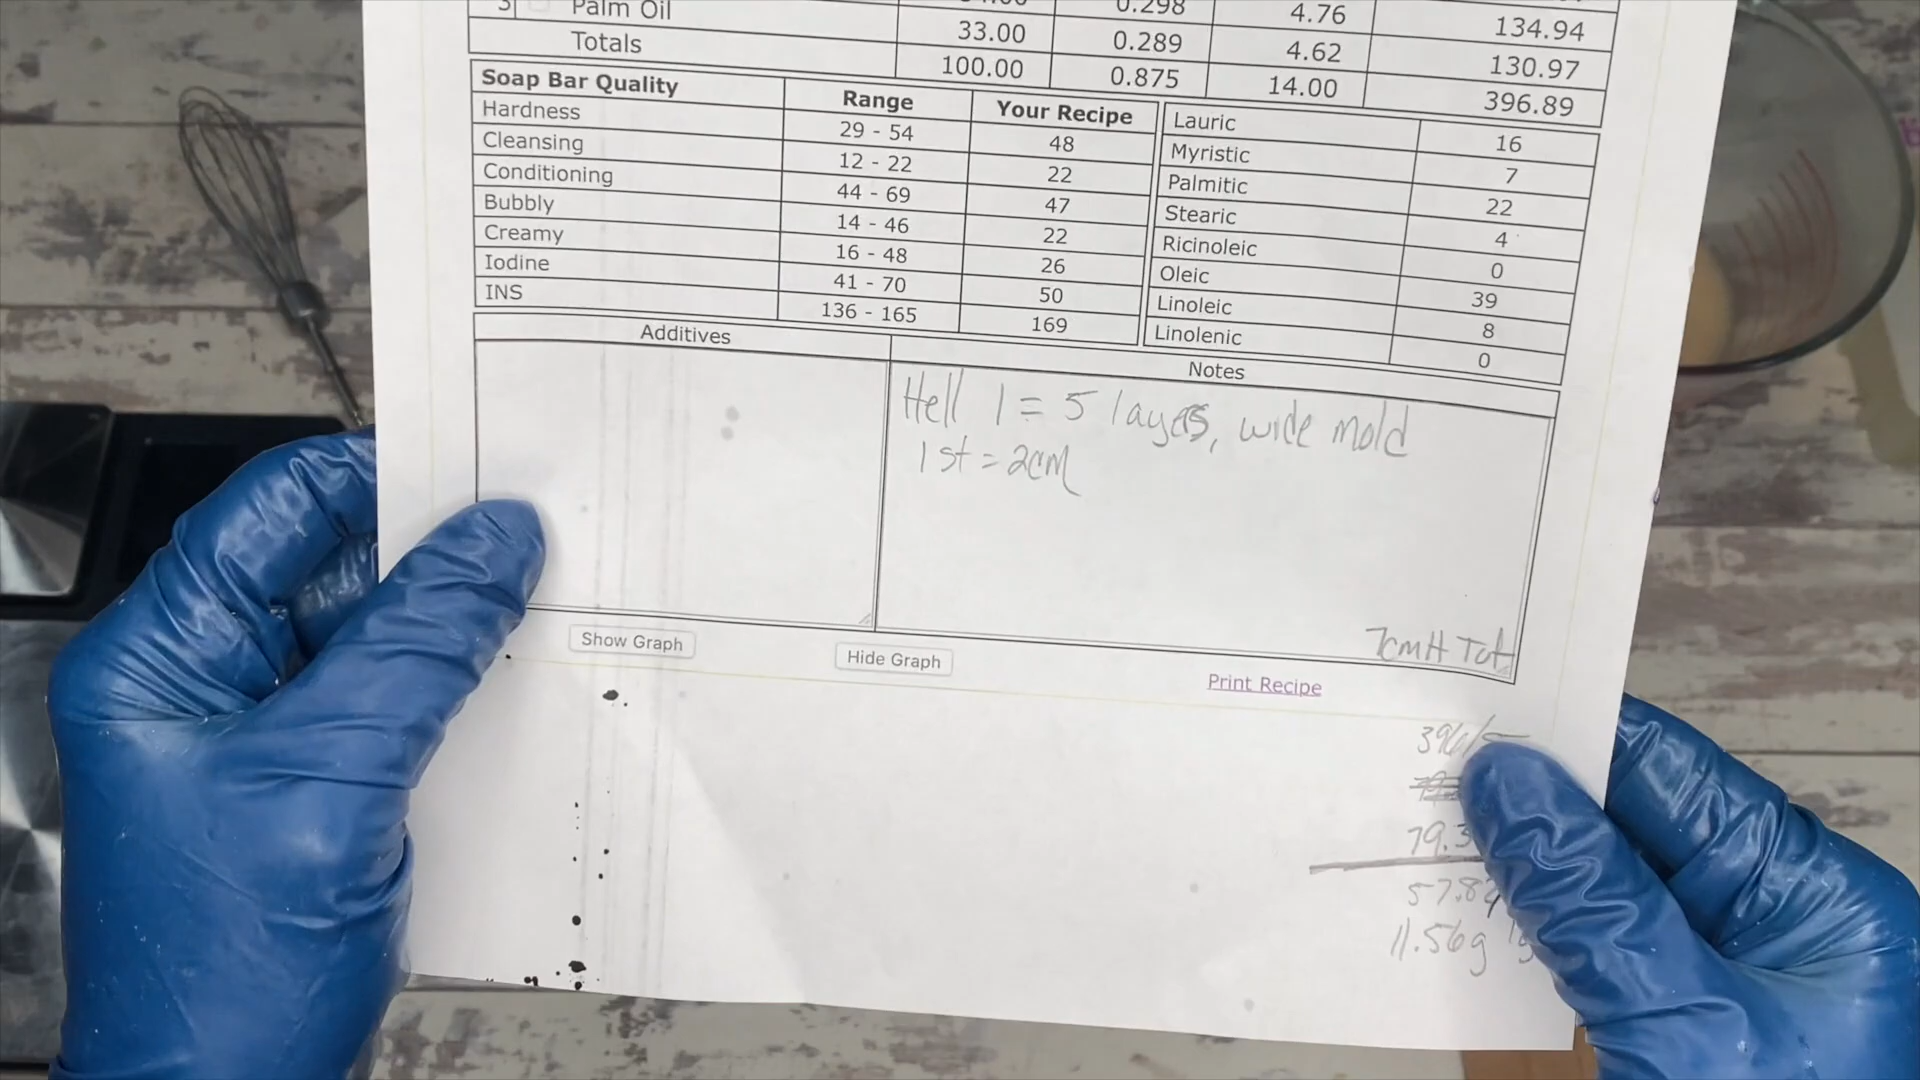 0.298 4.76 134.94
3 Palm Oil 33.00 0.289 4.62 130.97
Totals 100.00 0.875 14.00 396.89
Soap Bar Quality Range Your Recipe
Hardness 29 - 54 48
Cleansing 12 - 22 22
Conditioning 44 - 69 47
Bubbly 14 - 46 22
Creamy 16 - 48 26
Iodine 41 - 70 50
INS 136 - 165 169
Lauric 16
Myristic 7
Palmitic 22
Stearic 4
Ricinoleic 0
Oleic 39
Linoleic 8
Linolenic 0
Additives
Notes
Hell 1 = 5 layers, wide mold
1st = 2cm
7cmH Tot
Show Graph
Hide Graph
Print Recipe
79.3
57.82
11.56g